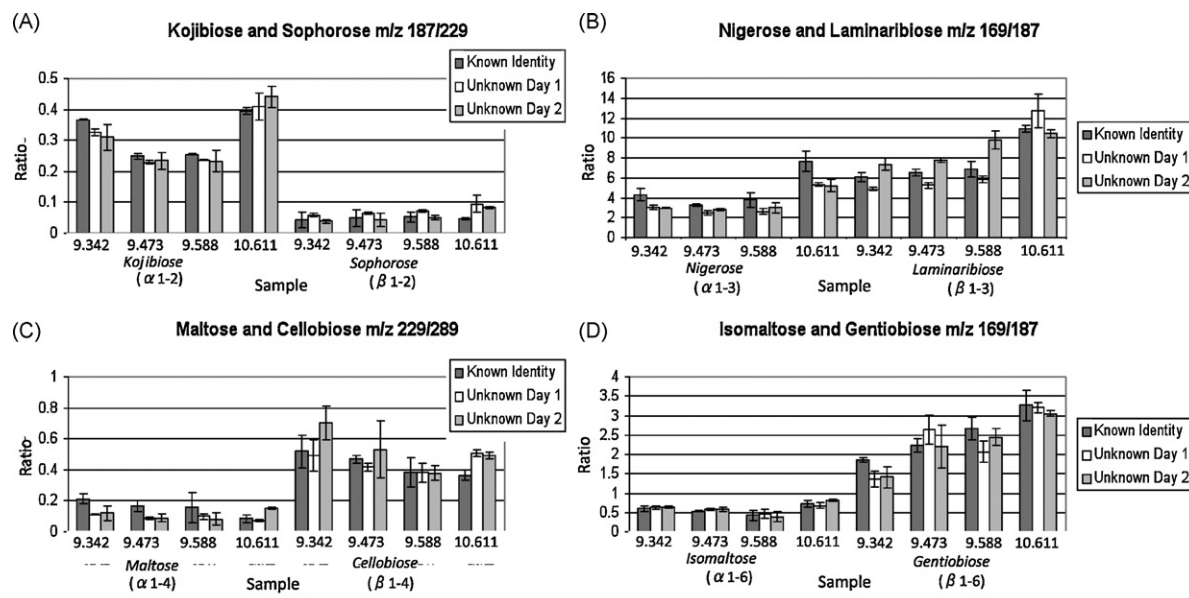 (A)
Kojibiose and Sophorose m/z 187/229
Known Identity
Unknown Day 1
Unknown Day 2
0.5
0.4
0.3
0.2
0.1
0
Ratio
9.342 9.473 9.588 10.611 9.342 9.473 9.588 10.611
Kojibiose Sophorose
(α1-2) Sample (β1-2)
(B)
Nigerose and Laminaribiose m/z 169/187
Known Identity
Unknown Day 1
Unknown Day 2
16
14
12
10
8
6
4
2
0
Ratio
9.342 9.473 9.588 10.611 9.342 9.473 9.588 10.611
Nigerose Laminaribiose
(α1-3) Sample (β1-3)
(C)
Maltose and Cellobiose m/z 229/289
Known Identity
Unknown Day 1
Unknown Day 2
1
0.8
0.6
0.4
0.2
0
Ratio
9.342 9.473 9.588 10.611 9.342 9.473 9.588 10.611
Maltose Cellobiose
(α1-4) Sample (β1-4)
(D)
Isomaltose and Gentiobiose m/z 169/187
Known Identity
Unknown Day 1
Unknown Day 2
4
3.5
3
2.5
2
1.5
1
0.5
0
Ratio
9.342 9.473 9.588 10.611 9.342 9.473 9.588 10.611
Isomaltose Gentiobiose
(α1-6) Sample (β1-6)